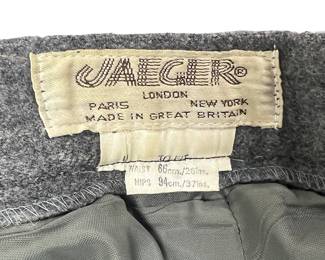 JAEGER®
LONDON
PARIS NEW YORK
MADE IN GREAT BRITAIN
WAIST 66cm./26ins.
HIPS 94cm./37ins.